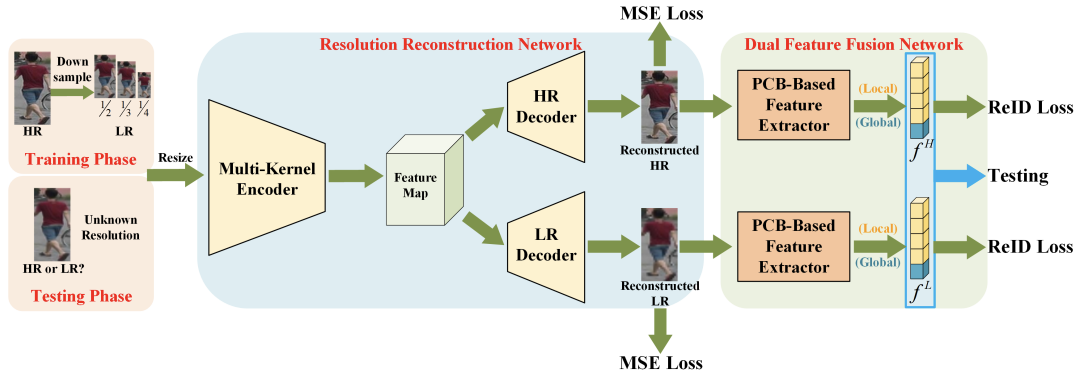 Down
sample
1/2
1/3
1/4
HR
LR
Training Phase
Unknown
Resolution
HR or LR?
Testing Phase
Resize
Resolution Reconstruction Network
Multi-Kernel
Encoder
Feature
Map
HR
Decoder
LR
Decoder
MSE Loss
Reconstructed
HR
Reconstructed
LR
MSE Loss
Dual Feature Fusion Network
PCB-Based
Feature
Extractor
(Local)
(Global)
f^H
ReID Loss
Testing
PCB-Based
Feature
Extractor
(Local)
(Global)
f^L
ReID Loss